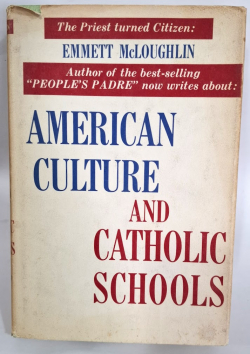 The Priest turned Citizen:
EMMETT McLOUGHLIN
Author of the best-selling
"PEOPLE'S PADRE" now writes about:
AMERICAN
CULTURE
AND
CATHOLIC
SCHOOLS